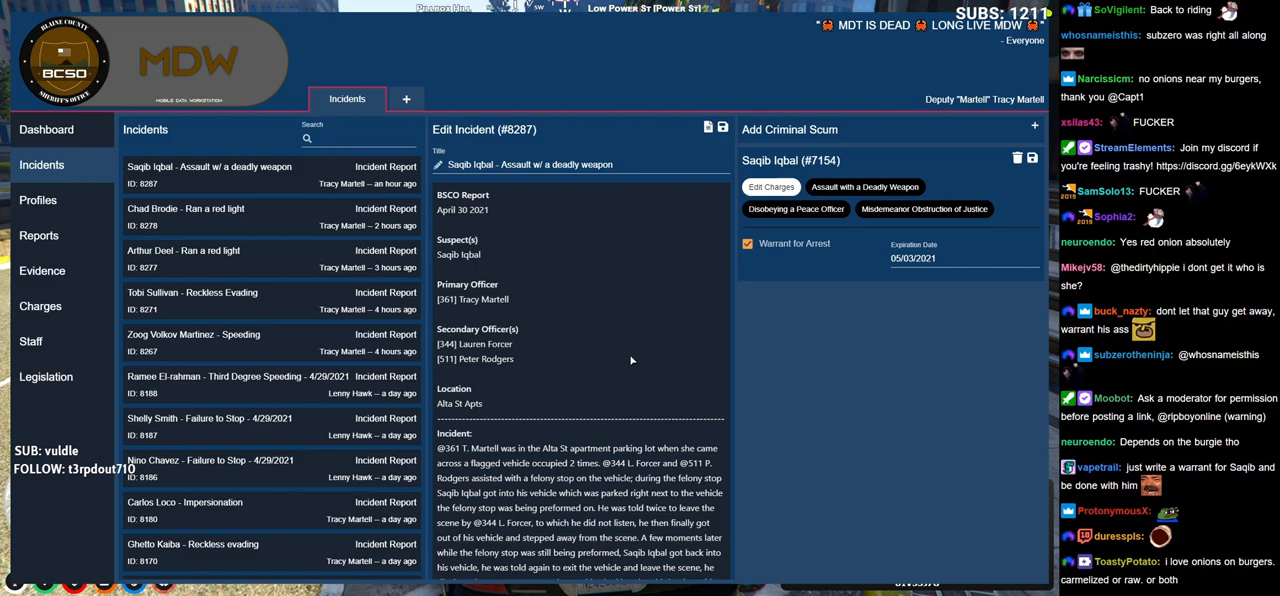 PILLBOX HILL
SW
Low Power St [Power St]
SUBS: 1211
BLAINE COUNTY
BCSO
SHERIFF'S OFFICE
MDW
MOBILE DATA WORKSTATION
" 🦀 MDT IS DEAD 🦀 LONG LIVE MDW 🦀 "
- Everyone
Incidents
+
Deputy "Martell" Tracy Martell
Dashboard
Incidents
Profiles
Reports
Evidence
Charges
Staff
Legislation
SUB: vuldle
FOLLOW: t3rpdout710
Incidents
Search
Saqib Iqbal - Assault w/ a deadly weapon Incident Report
ID: 8287 Tracy Martell -- an hour ago
Chad Brodie - Ran a red light Incident Report
ID: 8278 Tracy Martell -- 2 hours ago
Arthur Deel - Ran a red light Incident Report
ID: 8277 Tracy Martell -- 3 hours ago
Tobi Sullivan - Reckless Evading Incident Report
ID: 8271 Tracy Martell -- 4 hours ago
Zoog Volkov Martinez - Speeding Incident Report
ID: 8267 Tracy Martell -- 4 hours ago
Ramee El-rahman - Third Degree Speeding - 4/29/2021 Incident Report
ID: 8188 Lenny Hawk -- a day ago
Shelly Smith - Failure to Stop - 4/29/2021 Incident Report
ID: 8187 Lenny Hawk -- a day ago
Nino Chavez - Failure to Stop - 4/29/2021 Incident Report
ID: 8186 Lenny Hawk -- a day ago
Carlos Loco - Impersonation Incident Report
ID: 8180 Tracy Martell -- a day ago
Ghetto Kaiba - Reckless evading Incident Report
ID: 8170 Tracy Martell -- a day ago
Edit Incident (#8287)
Title
Saqib Iqbal - Assault w/ a deadly weapon
BSCO Report
April 30 2021
Suspect(s)
Saqib Iqbal
Primary Officer
[361] Tracy Martell
Secondary Officer(s)
[344] Lauren Forcer
[511] Peter Rodgers
Location
Alta St Apts
Incident:
@361 T. Martell was in the Alta St apartment parking lot when she came
across a flagged vehicle occupied 2 times. @344 L. Forcer and @511 P.
Rodgers assisted with a felony stop on the vehicle; during the felony stop
Saqib Iqbal got into his vehicle which was parked right next to the vehicle
the felony stop was being preformed on. He was told twice to leave the
scene by @344 L. Forcer, to which he did not listen, he then finally got
out of his vehicle and stepped away from the scene. A few moments later
while the felony stop was still being preformed, Saqib Iqbal got back into
his vehicle, he was told again to exit the vehicle and leave the scene, he
Add Criminal Scum
+
Saqib Iqbal (#7154)
Edit Charges
Assault with a Deadly Weapon
Disobeying a Peace Officer
Misdemeanor Obstruction of Justice
Warrant for Arrest
Expiration Date
05/03/2021
SoVigilent: Back to riding
whosnameisthis: subzero was right all along
Narcissicm: no onions near my burgers,
thank you @Capt1
xsilas43: FUCKER
StreamElements: Join my discord if
you're feeling trashy! https://discord.gg/6eykWXk
2019 SamSolo13: FUCKER
2019 Sophia2:
neuroendo: Yes red onion absolutely
Mikejv58: @thedirtyhippie i dont get it who is
she?
buck_nazty: dont let that guy get away,
warrant his ass
subzerotheninja: @whosnameisthis
Moobot: Ask a moderator for permission
before posting a link, @ripboyonline (warning)
neuroendo: Depends on the burgie tho
vapetrail: just write a warrant for Saqib and
be done with him
ProtonymousX:
duresspls:
ToastyPotato: i love onions on burgers.
carmelized or raw. or both